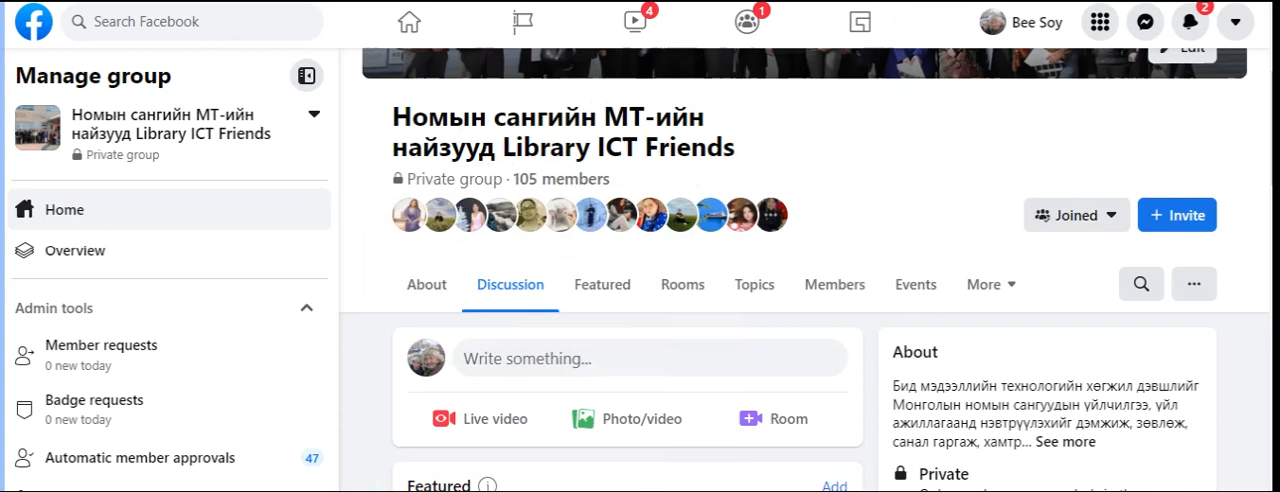 Search Facebook
4
1
Bee Soy
2
Manage group
Номын сангийн МТ-ийн
найзууд Library ICT Friends
Private group
Home
Overview
Admin tools
Member requests
0 new today
Badge requests
0 new today
Automatic member approvals
47
Edit
Номын сангийн МТ-ийн
найзууд Library ICT Friends
Private group · 105 members
Joined
+ Invite
About
Discussion
Featured
Rooms
Topics
Members
Events
More
Write something...
Live video
Photo/video
Room
Featured
Add
About
Бид мэдээллийн технологийн хөгжил дэвшлийг
Монголын номын сангуудын үйлчилгээ, үйл
ажиллагаанд нэвтрүүлэхийг дэмжиж, зөвлөж,
санал гаргаж, хамтр... See more
Private